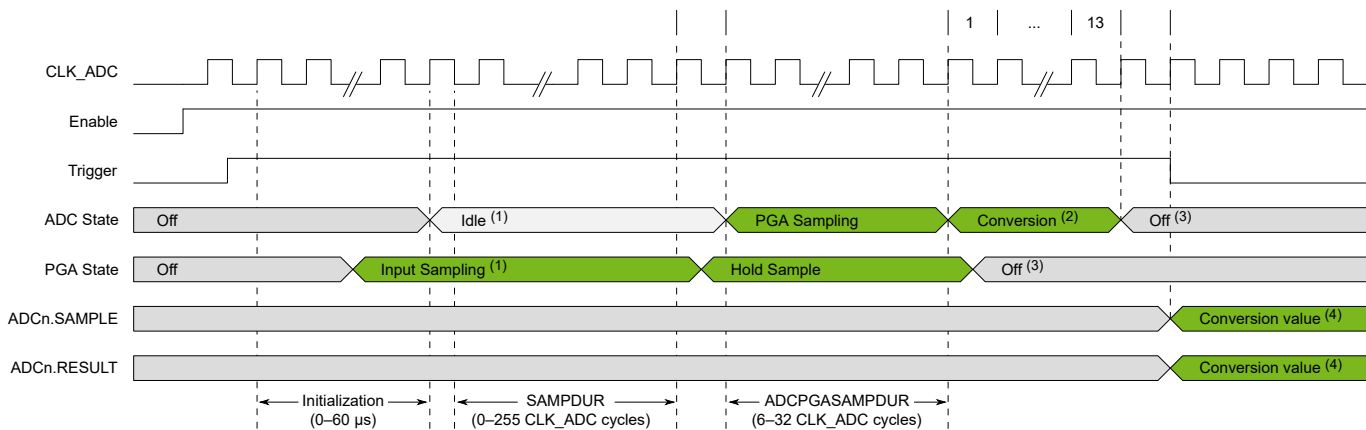 1 ... 13
CLK_ADC
Enable
Trigger
ADC State Off Idle (1) PGA Sampling Conversion (2) Off (3)
PGA State Off Input Sampling (1) Hold Sample Off (3)
ADCn.SAMPLE Conversion value (4)
ADCn.RESULT Conversion value (4)
Initialization SAMPDUR ADCPGASAMPDUR
(0–60 µs) (0–255 CLK_ADC cycles) (6–32 CLK_ADC cycles)